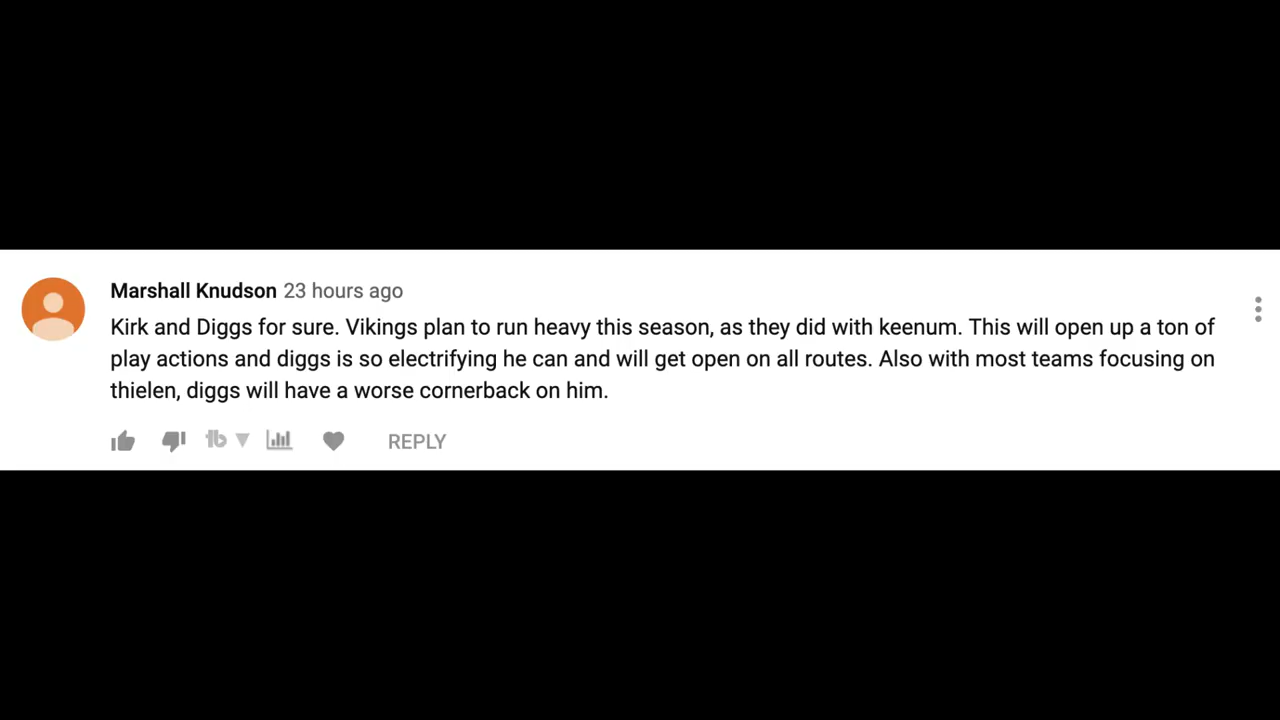 Marshall Knudson 23 hours ago
Kirk and Diggs for sure. Vikings plan to run heavy this season, as they did with keenum. This will open up a ton of
play actions and diggs is so electrifying he can and will get open on all routes. Also with most teams focusing on
thielen, diggs will have a worse cornerback on him.
tb REPLY